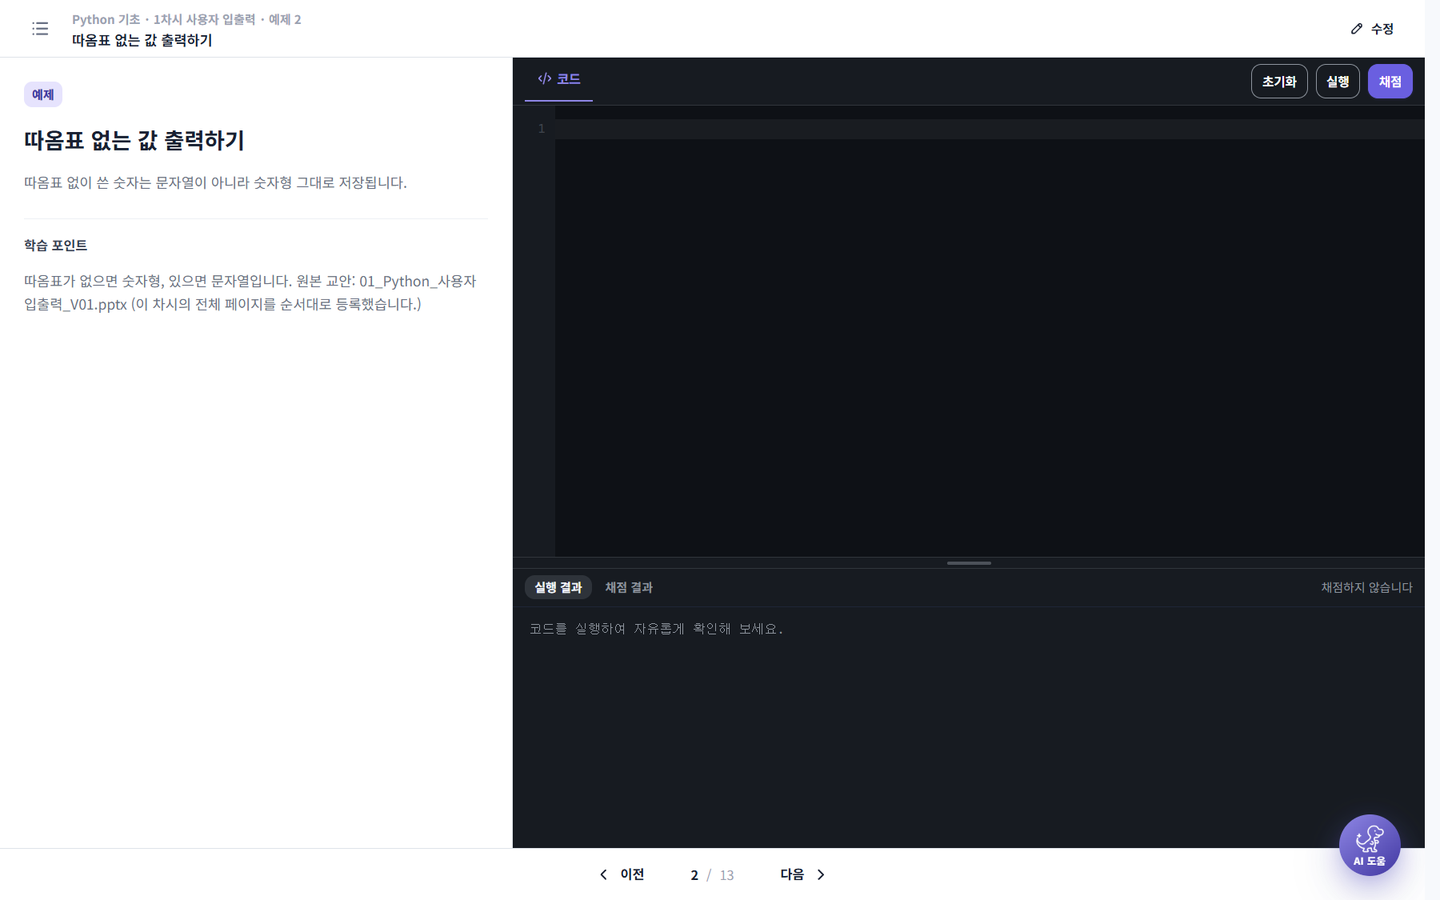 Python 기초 · 1차시 사용자 입출력 · 예제 2
따옴표 없는 값 출력하기
수정
예제
따옴표 없는 값 출력하기
따옴표 없이 쓴 숫자는 문자열이 아니라 숫자형 그대로 저장됩니다.
학습 포인트
따옴표가 없으면 숫자형, 있으면 문자열입니다. 원본 교안: 01_Python_사용자
입출력_V01.pptx (이 차시의 전체 페이지를 순서대로 등록했습니다.)
</> 코드
초기화
실행
채점
1
실행 결과
채점 결과
채점하지 않습니다
코드를 실행하여 자유롭게 확인해 보세요.
AI 도움
이전
2 / 13
다음